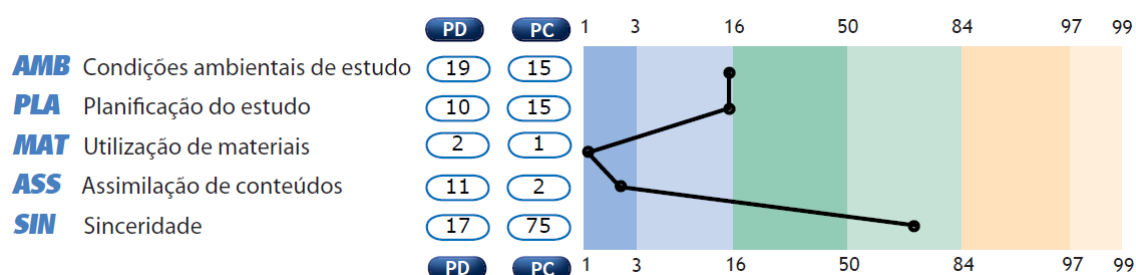 PD PC 1 3 16 50 84 97 99
AMB Condições ambientais de estudo 19 15
PLA Planificação do estudo 10 15
MAT Utilização de materiais 2 1
ASS Assimilação de conteúdos 11 2
SIN Sinceridade 17 75
PD PC 1 3 16 50 84 97 99